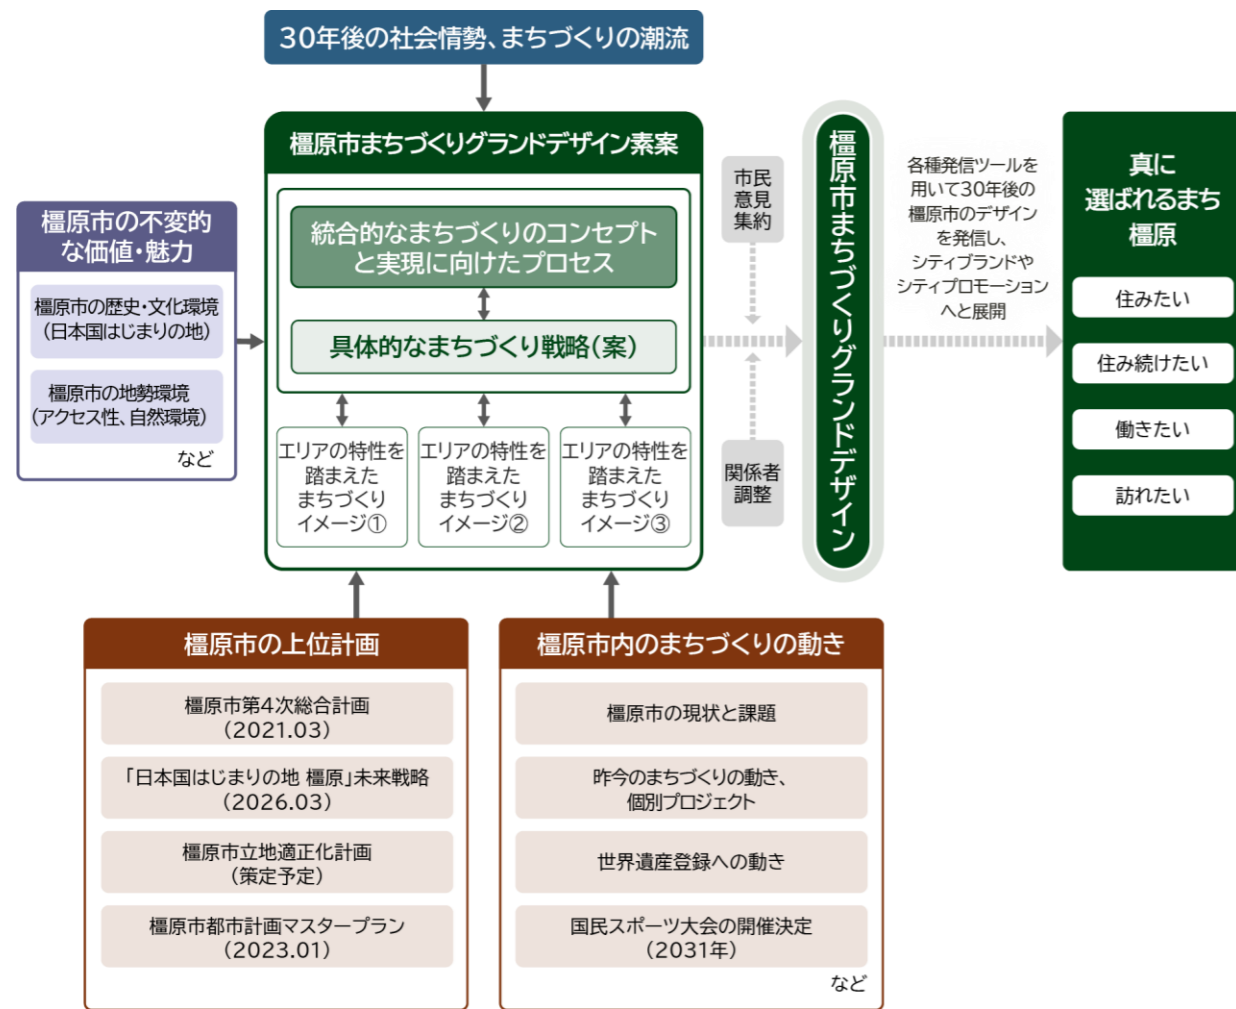 30年後の社会情勢、まちづくりの潮流
橿原市の不変的
な価値・魅力
橿原市の歴史・文化環境
(日本国はじまりの地)
橿原市の地勢環境
(アクセス性、自然環境)
など
橿原市まちづくりグランドデザイン素案
統合的なまちづくりのコンセプト
と実現に向けたプロセス
具体的なまちづくり戦略(案)
エリアの特性を
踏まえた
まちづくり
イメージ①
エリアの特性を
踏まえた
まちづくり
イメージ②
エリアの特性を
踏まえた
まちづくり
イメージ③
市民
意見
集約
関係者
調整
橿原市まちづくりグランドデザイン
各種発信ツールを
用いて30年後の
橿原市のデザイン
を発信し、
シティブランドや
シティプロモーション
へと展開
真に
選ばれるまち
橿原
住みたい
住み続けたい
働きたい
訪れたい
橿原市の上位計画
橿原市第4次総合計画
(2021.03)
「日本国はじまりの地 橿原」未来戦略
(2026.03)
橿原市立地適正化計画
(策定予定)
橿原市都市計画マスタープラン
(2023.01)
橿原市内のまちづくりの動き
橿原市の現状と課題
昨今のまちづくりの動き、
個別プロジェクト
世界遺産登録への動き
国民スポーツ大会の開催決定
(2031年)
など